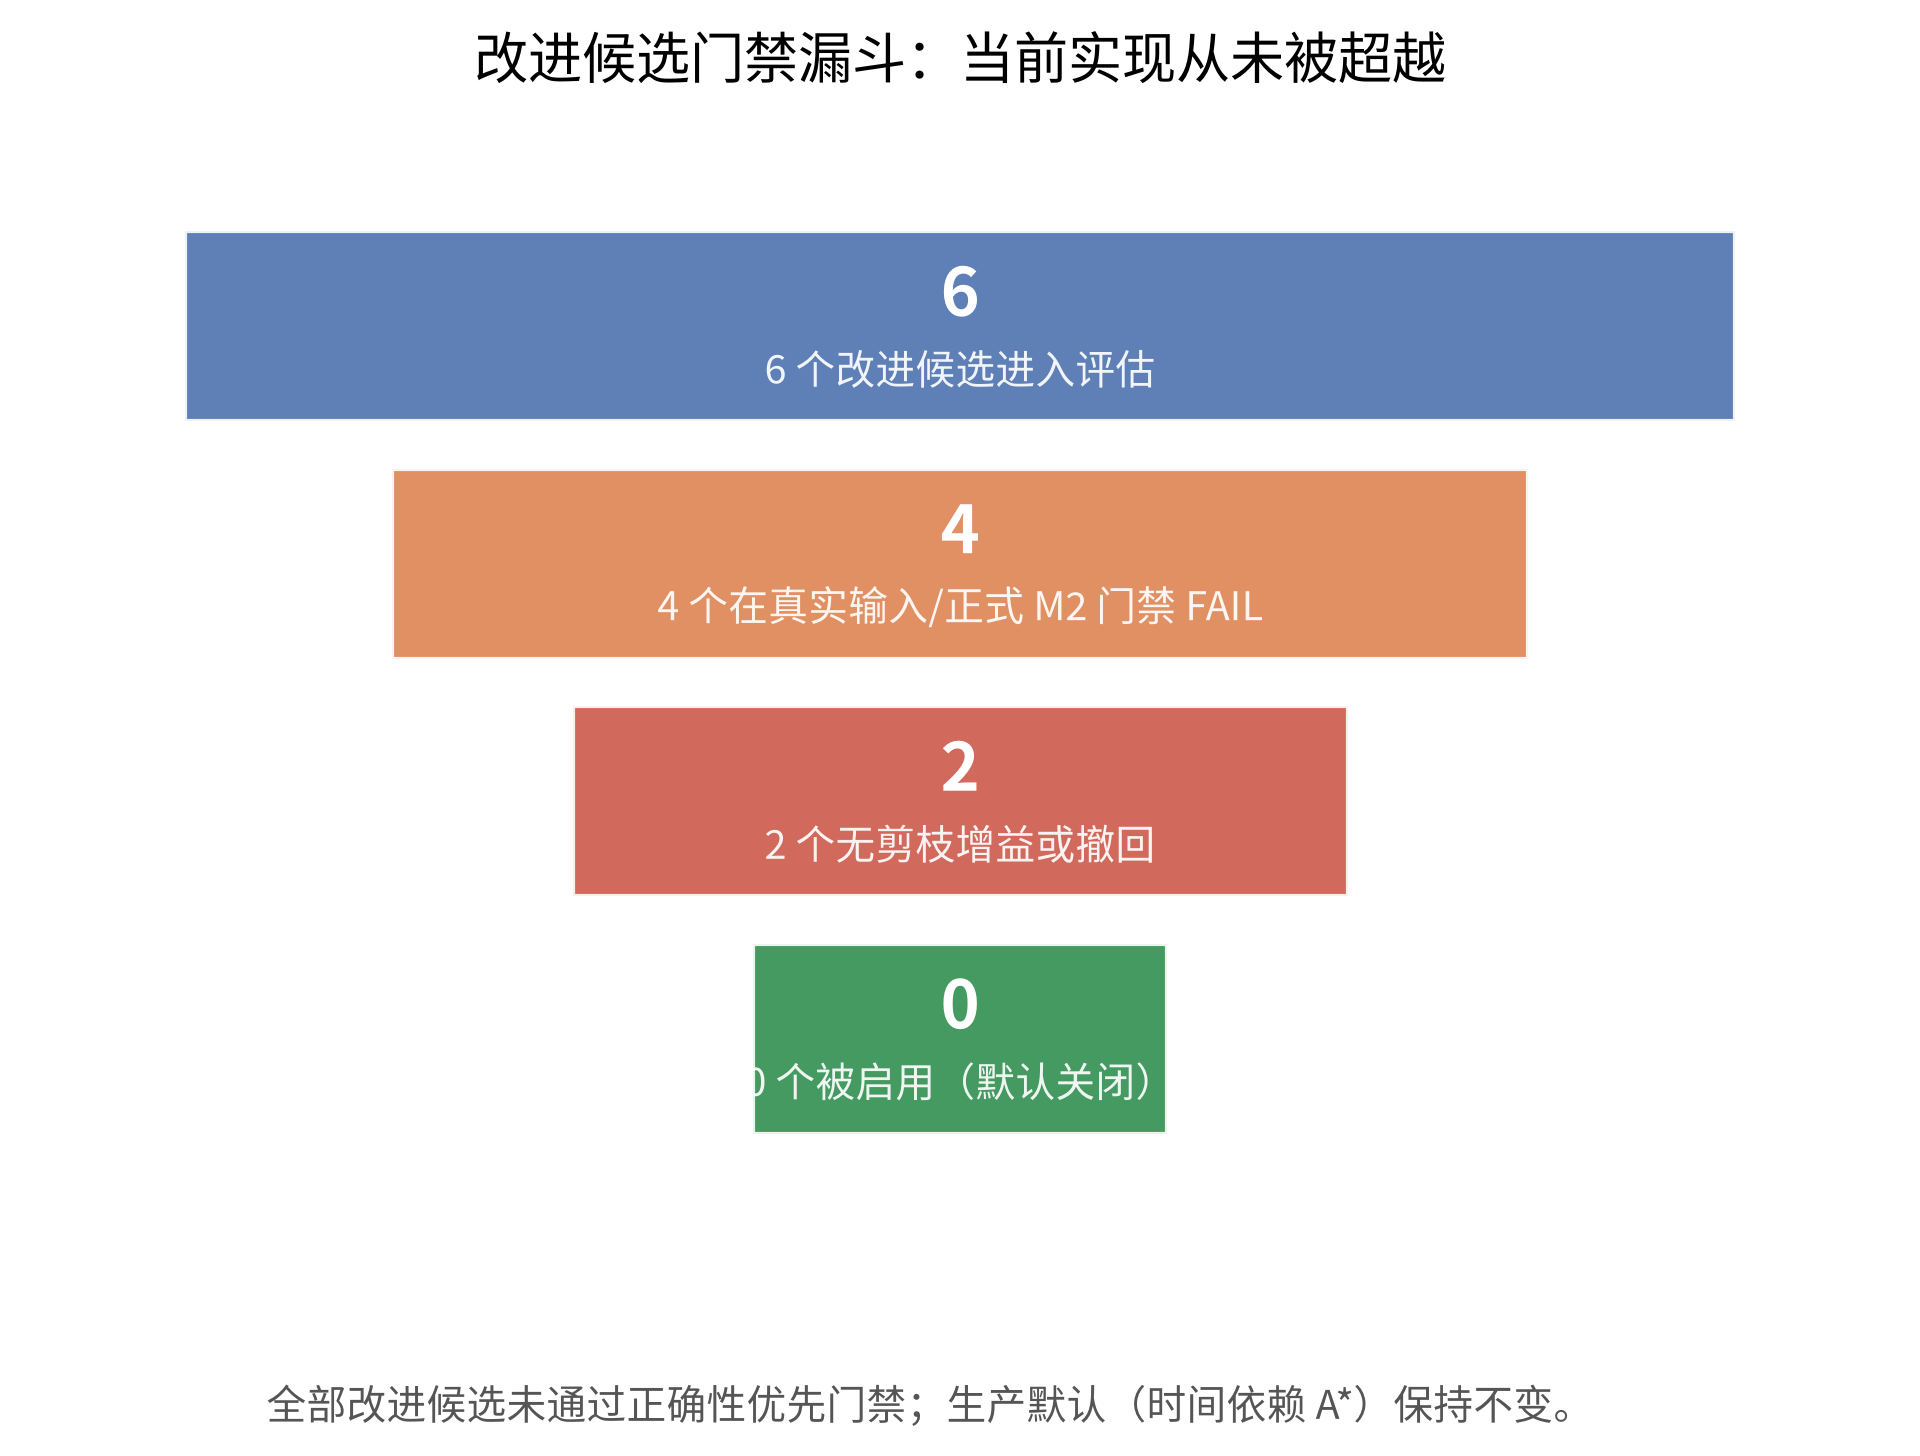 改进候选门禁漏斗：当前实现从未被超越
6
6 个改进候选进入评估
4
4 个在真实输入/正式 M2 门禁 FAIL
2
2 个无剪枝增益或撤回
0
0 个被启用（默认关闭）
全部改进候选未通过正确性优先门禁；生产默认（时间依赖 A*）保持不变。